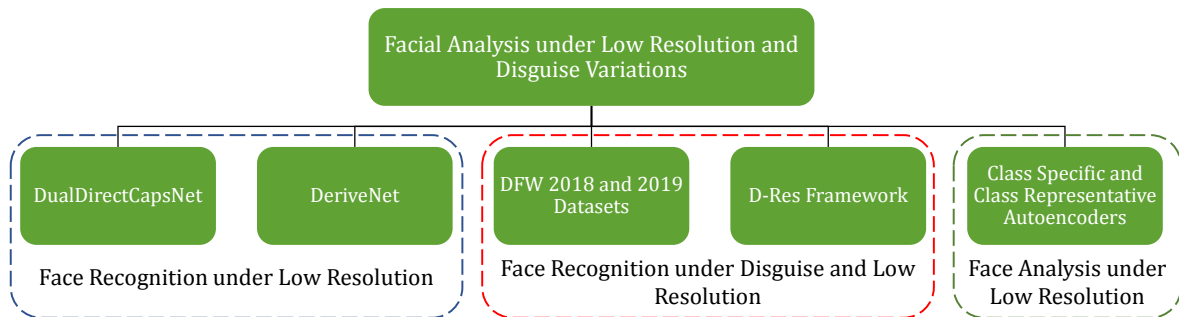 Facial Analysis under Low Resolution and
Disguise Variations
DualDirectCapsNet
DeriveNet
DFW 2018 and 2019
Datasets
D-Res Framework
Class Specific and
Class Representative
Autoencoders
Face Recognition under Low Resolution
Face Recognition under Disguise and Low
Resolution
Face Analysis under
Low Resolution